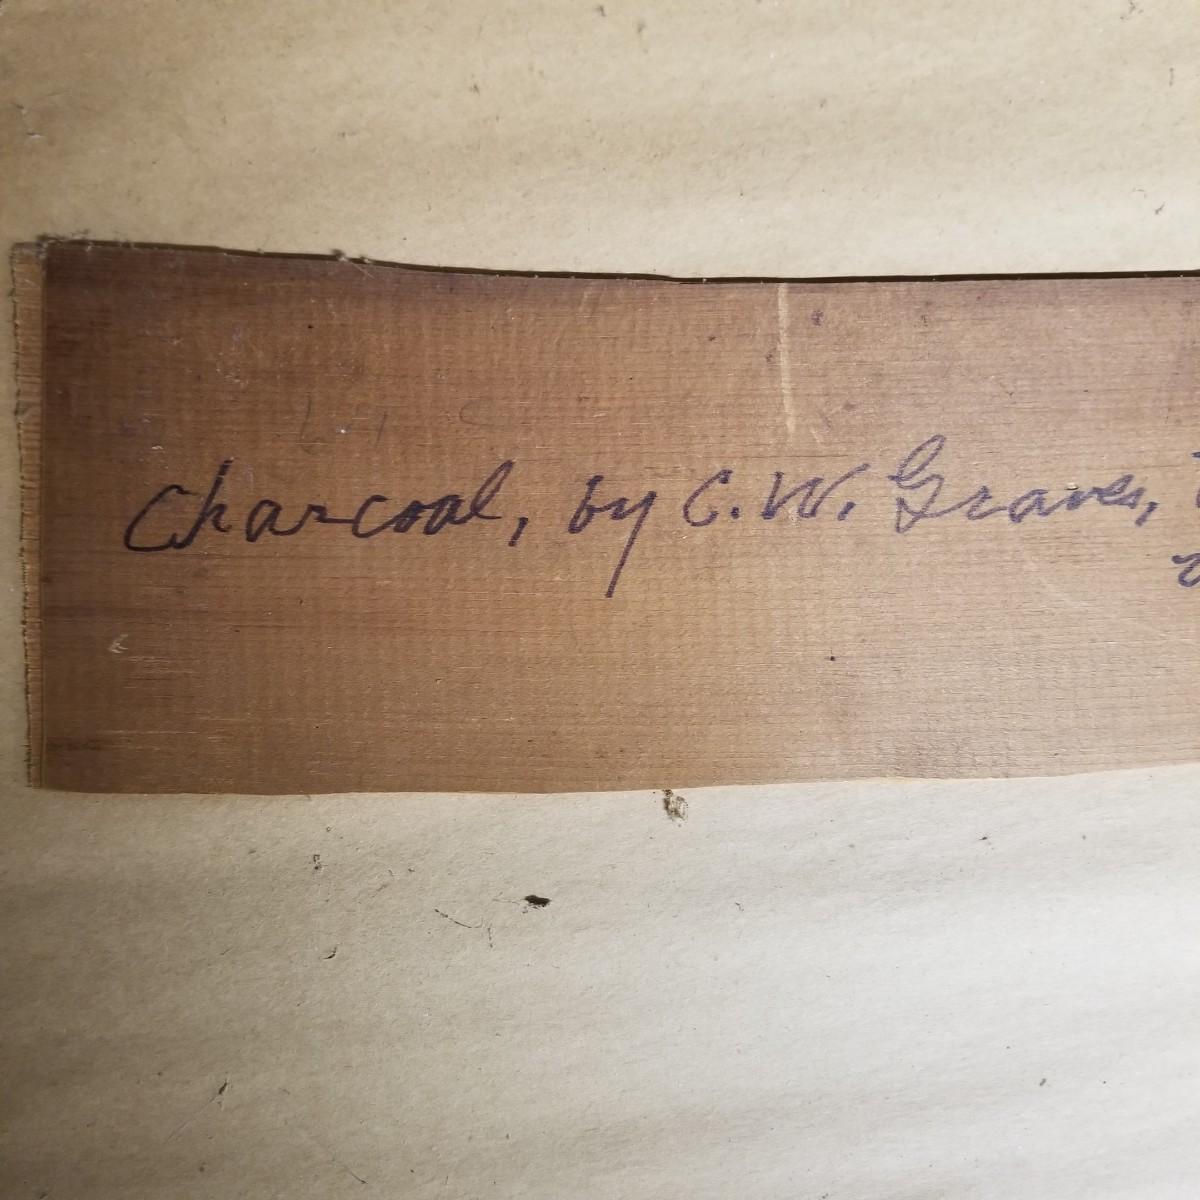 Charcoal, by C. W. Graves,